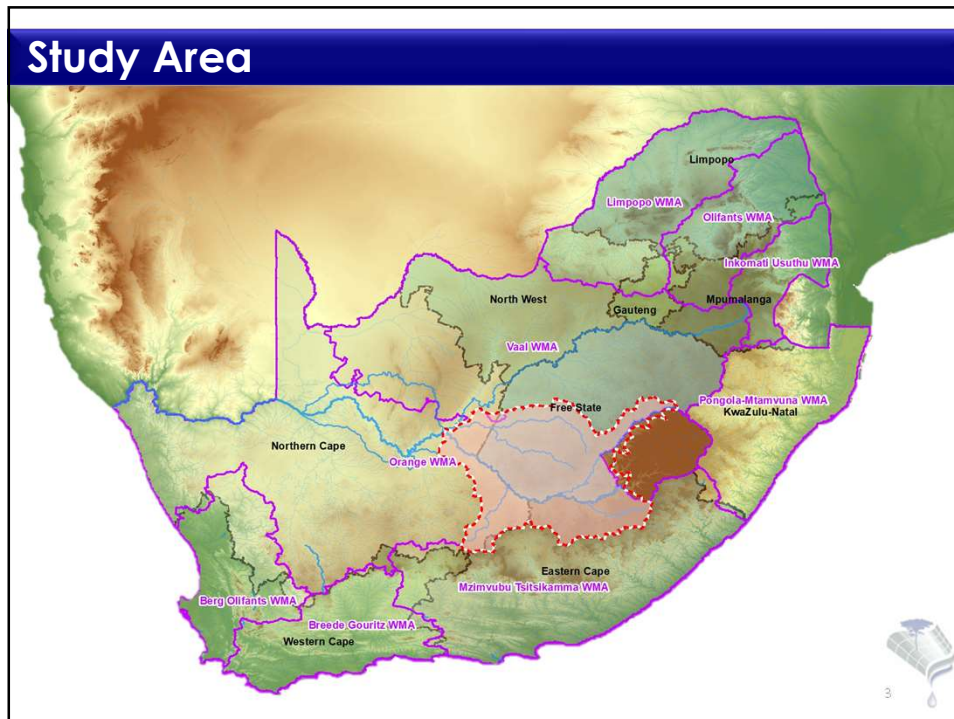 Study Area
Limpopo
Limpopo WMA
Olifants WMA
Inkomati Usuthu WMA
North West
Mpumalanga
Gauteng
Vaal WMA
Free State
Pongola-Mtamvuna WMA
KwaZulu-Natal
Northern Cape
Orange WMA
Eastern Cape
Mzimvubu Tsitsikamma WMA
Berg Olifants WMA
Breede Gouritz WMA
Western Cape
3